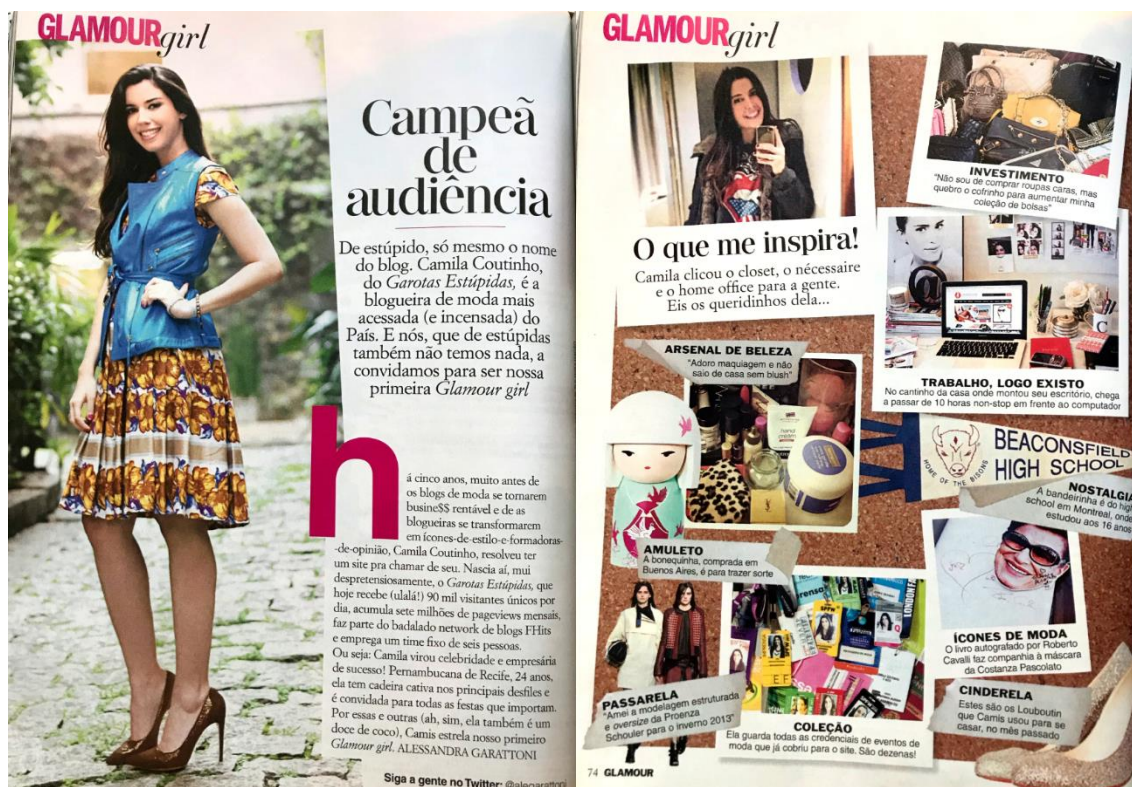 GLAMOURgirl
Campeã
de
audiência
De estúpido, só mesmo o nome
do blog. Camila Coutinho,
do Garotas Estúpidas, é a
blogueira de moda mais
acessada (e incensada) do
País. E nós, que de estúpidas
também não temos nada, a
convidamos para ser nossa
primeira Glamour girl
há cinco anos, muito antes de
os blogs de moda se tornarem
busine$$ rentável e de as
blogueiras se transformarem
em ícones-de-estilo-e-formadoras-
-de-opinião, Camila Coutinho, resolveu ter
um site pra chamar de seu. Nascia aí, mui
despretensiosamente, o Garotas Estúpidas, que
hoje recebe (ulalá!) 90 mil visitantes únicos por
dia, acumula sete milhões de pageviews mensais,
faz parte do badalado network de blogs FHits
e emprega um time fixo de seis pessoas.
Ou seja: Camila virou celebridade e empresária
de sucesso! Pernambucana de Recife, 24 anos,
ela tem cadeira cativa nos principais desfiles e
é convidada para todas as festas que importam.
Por essas e outras (ah, sim, ela também é um
doce de coco), Camis estrela nosso primeiro
Glamour girl. ALESSANDRA GARATTONI
Siga a gente no Twitter: @alegarattoni
GLAMOURgirl
O que me inspira!
Camila clicou o closet, o nécessaire
e o home office para a gente.
Eis os queridinhos dela...
INVESTIMENTO
"Não sou de comprar roupas caras, mas
quebro o cofrinho para aumentar minha
coleção de bolsas"
TRABALHO, LOGO EXISTO
No cantinho da casa onde montou seu escritório, chega
a passar de 10 horas non-stop em frente ao computador
ARSENAL DE BELEZA
"Adoro maquiagem e não
saio de casa sem blush"
hand
cream
BEACONSFIELD
HIGH SCHOOL
HOME OF THE BISONS
NOSTALGIA
A bandeirinha é do high
school em Montreal, onde
estudou aos 16 anos
AMULETO
A bonequinha, comprada em
Buenos Aires, é para trazer sorte
ÍCONES DE MODA
O livro autografado por Roberto
Cavalli faz companhia à máscara
da Costanza Pascolato
PASSARELA
"Amei a modelagem estruturada
e oversize da Proenza
Schouler para o inverno 2013"
LONDON
SPFW
COLEÇÃO
Ela guarda todas as credenciais de eventos de
moda que já cobriu para o site. São dezenas!
CINDERELA
Estes são os Louboutin
que Camis usou para se
casar, no mês passado
74 GLAMOUR